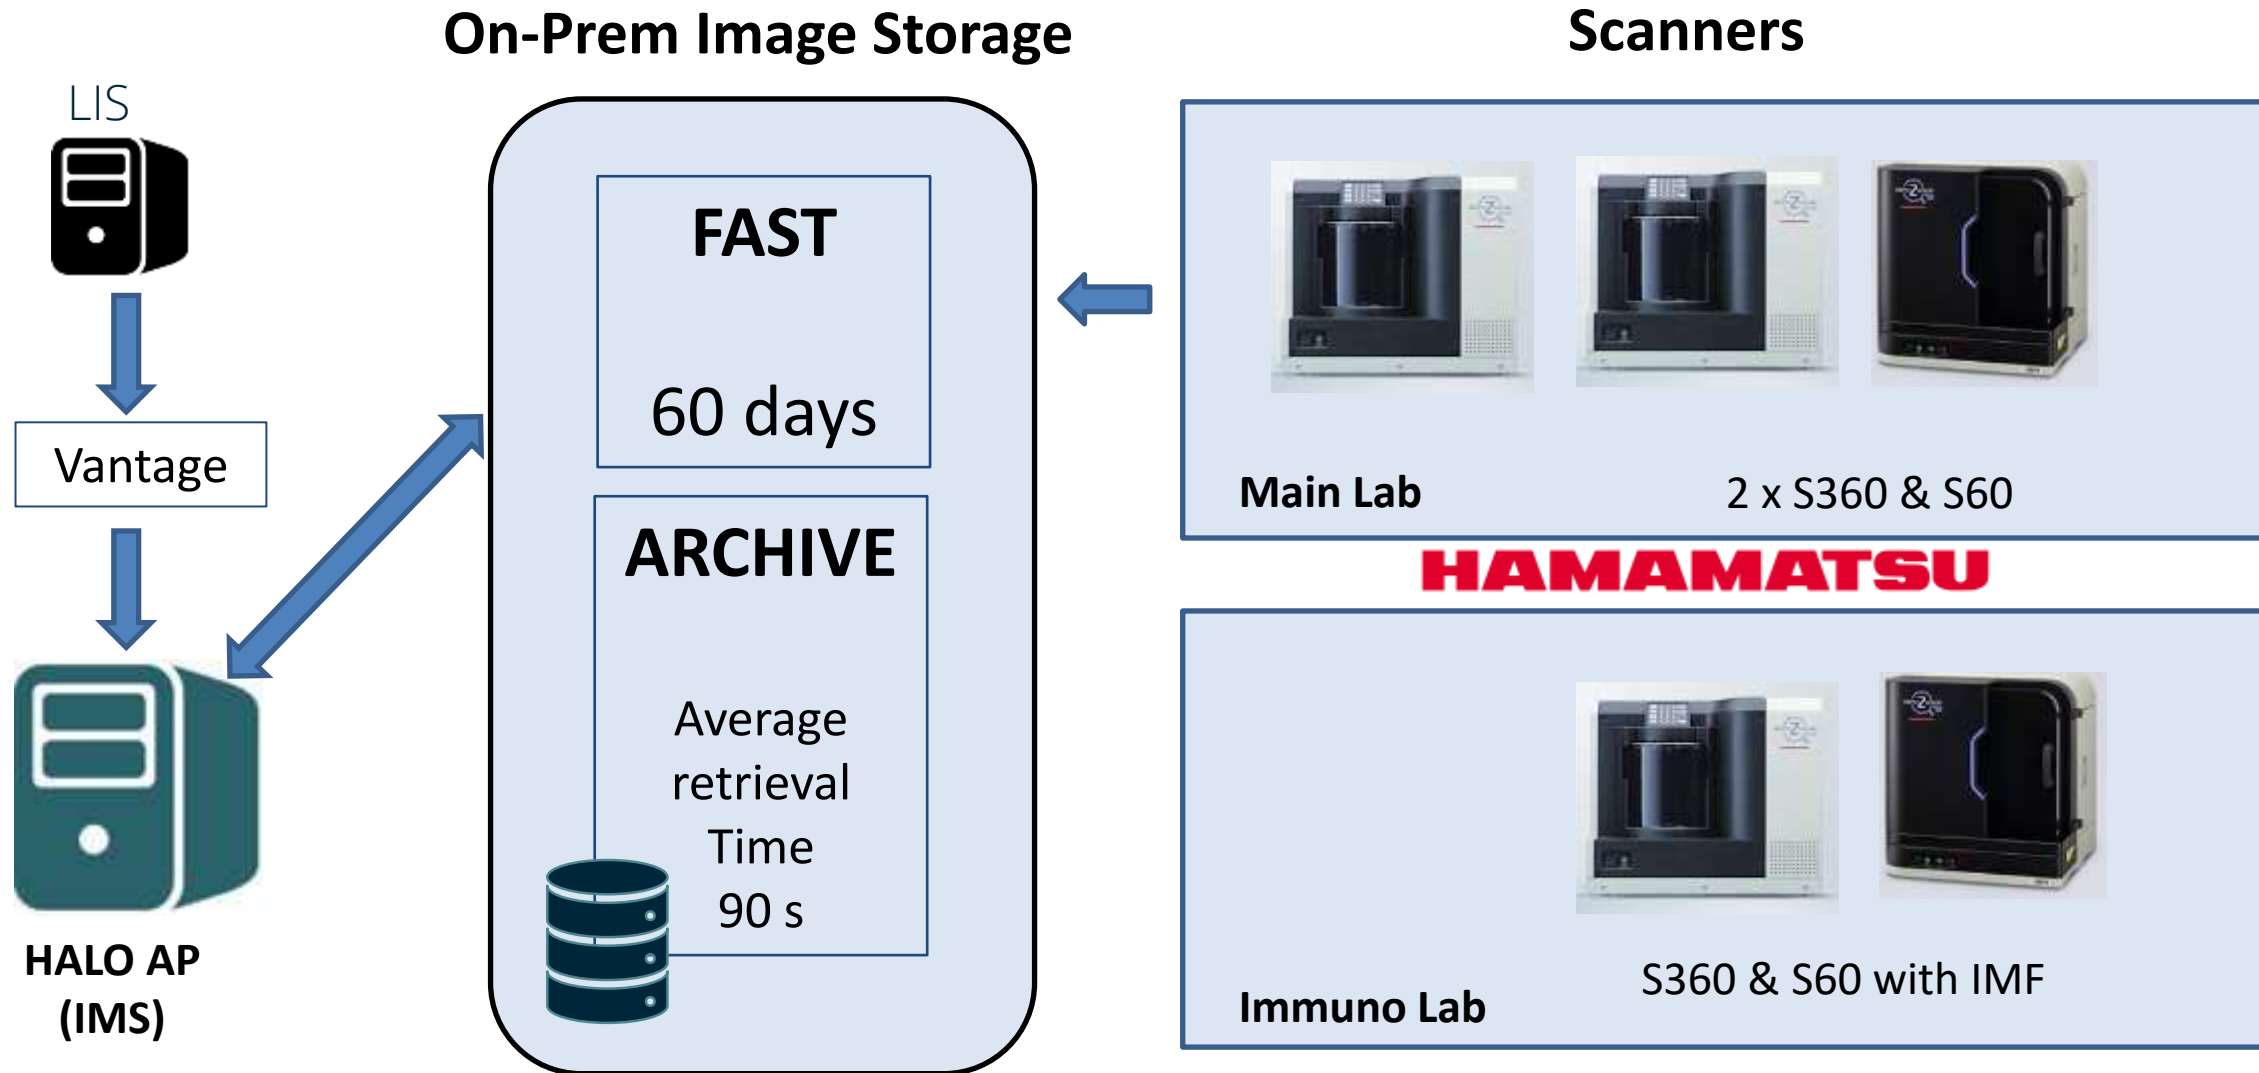 On-Prem Image Storage
Scanners
LIS
Vantage
HALO AP
(IMS)
FAST
60 days
ARCHIVE
Average
retrieval
Time
90 s
Main Lab
2 x S360 & S60
HAMAMATSU
S360 & S60 with IMF
Immuno Lab